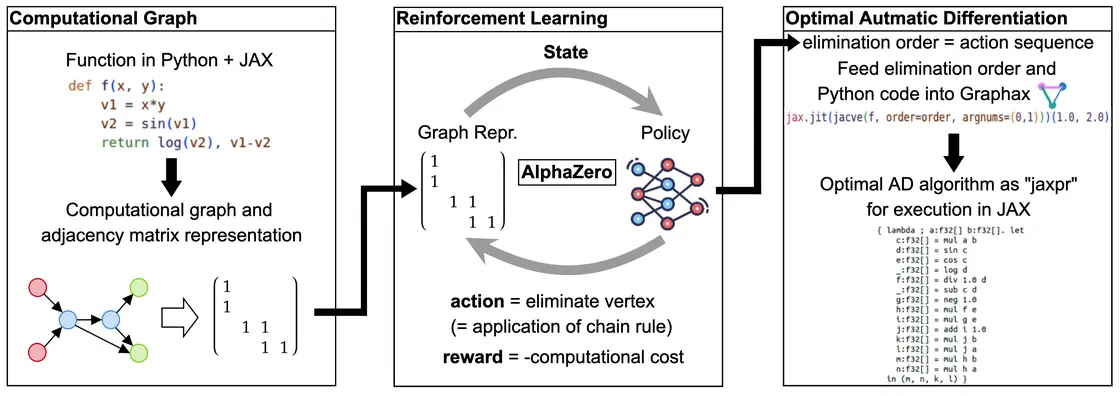 Computational Graph
Function in Python + JAX
def f(x, y):
v1 = x*y
v2 = sin(v1)
return log(v2), v1-v2
Computational graph and
adjacency matrix representation
1
1
1 1
1 1
Reinforcement Learning
State
Graph Repr.
Policy
1
1
1 1
1 1
AlphaZero
action = eliminate vertex
(= application of chain rule)
reward = -computational cost
Optimal Autmatic Differentiation
elimination order = action sequence
Feed elimination order and
Python code into Graphax
jax.jit(jacve(f, order=order, argnums=(0,1)))(1.0, 2.0)
Optimal AD algorithm as "jaxpr"
for execution in JAX
{ lambda ; a:f32[] b:f32[]. let
c:f32[] = mul a b
d:f32[] = sin c
e:f32[] = cos c
_:f32[] = log d
f:f32[] = div 1.0 d
_:f32[] = sub c d
g:f32[] = neg 1.0
h:f32[] = mul f e
i:f32[] = mul g e
j:f32[] = add i 1.0
k:f32[] = mul j b
l:f32[] = mul j a
m:f32[] = mul h b
n:f32[] = mul h a
in (m, n, k, l) }